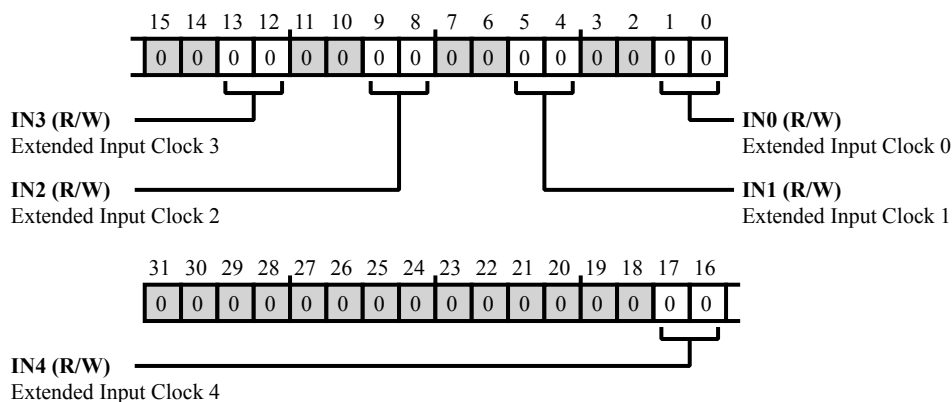 15 14 13 12 11 10 9 8 7 6 5 4 3 2 1 0
0 0 0 0 0 0 0 0 0 0 0 0 0 0 0 0
IN3 (R/W)
Extended Input Clock 3
IN0 (R/W)
Extended Input Clock 0
IN2 (R/W)
Extended Input Clock 2
IN1 (R/W)
Extended Input Clock 1
31 30 29 28 27 26 25 24 23 22 21 20 19 18 17 16
0 0 0 0 0 0 0 0 0 0 0 0 0 0 0 0
IN4 (R/W)
Extended Input Clock 4